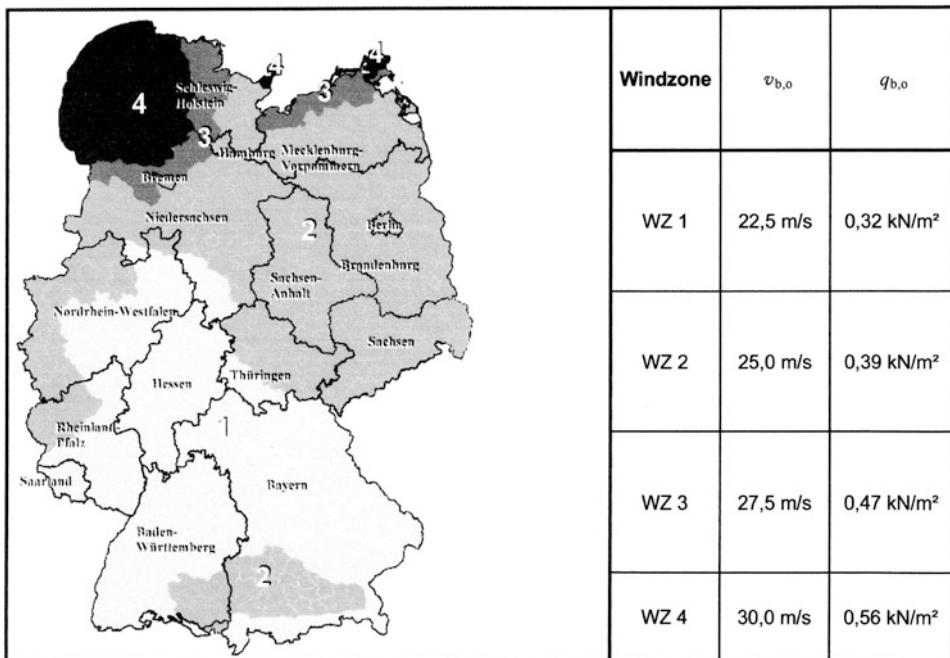 4
4
4
3
Schleswig-
Holstein
3
Hamburg
Mecklenburg-
Vorpommern
Bremen
Niedersachsen
2
Berlin
Brandenburg
Sachsen-
Anhalt
Nordrhein-Westfalen
Sachsen
Hessen
Thüringen
1
Rheinland-
Pfalz
Saarland
Bayern
Baden-
Württemberg
2
Windzone v_b,o q_b,o
WZ 1 22,5 m/s 0,32 kN/m²
WZ 2 25,0 m/s 0,39 kN/m²
WZ 3 27,5 m/s 0,47 kN/m²
WZ 4 30,0 m/s 0,56 kN/m²